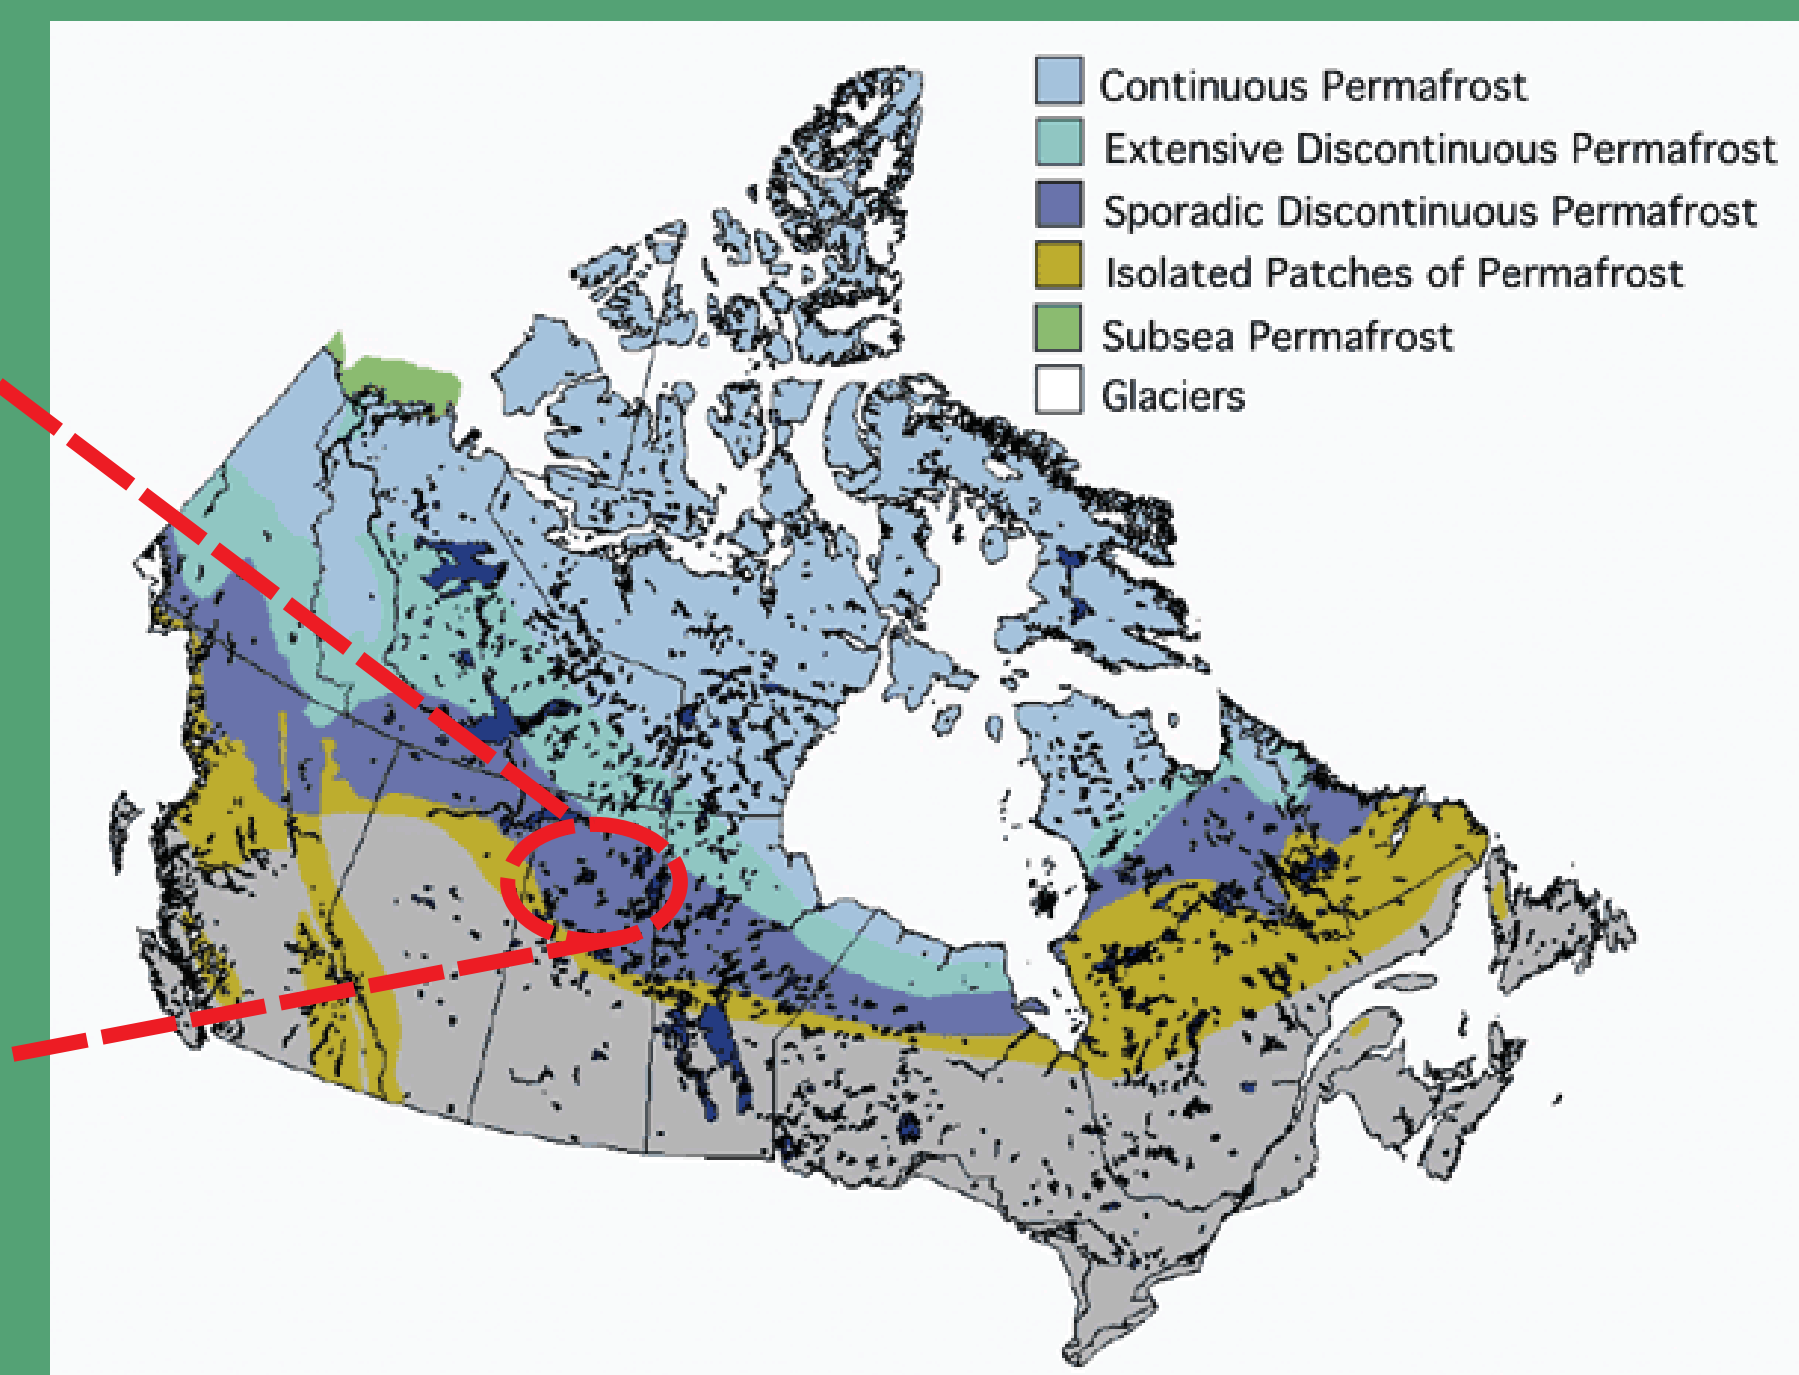 Continuous Permafrost
Extensive Discontinuous Permafrost
Sporadic Discontinuous Permafrost
Isolated Patches of Permafrost
Subsea Permafrost
Glaciers